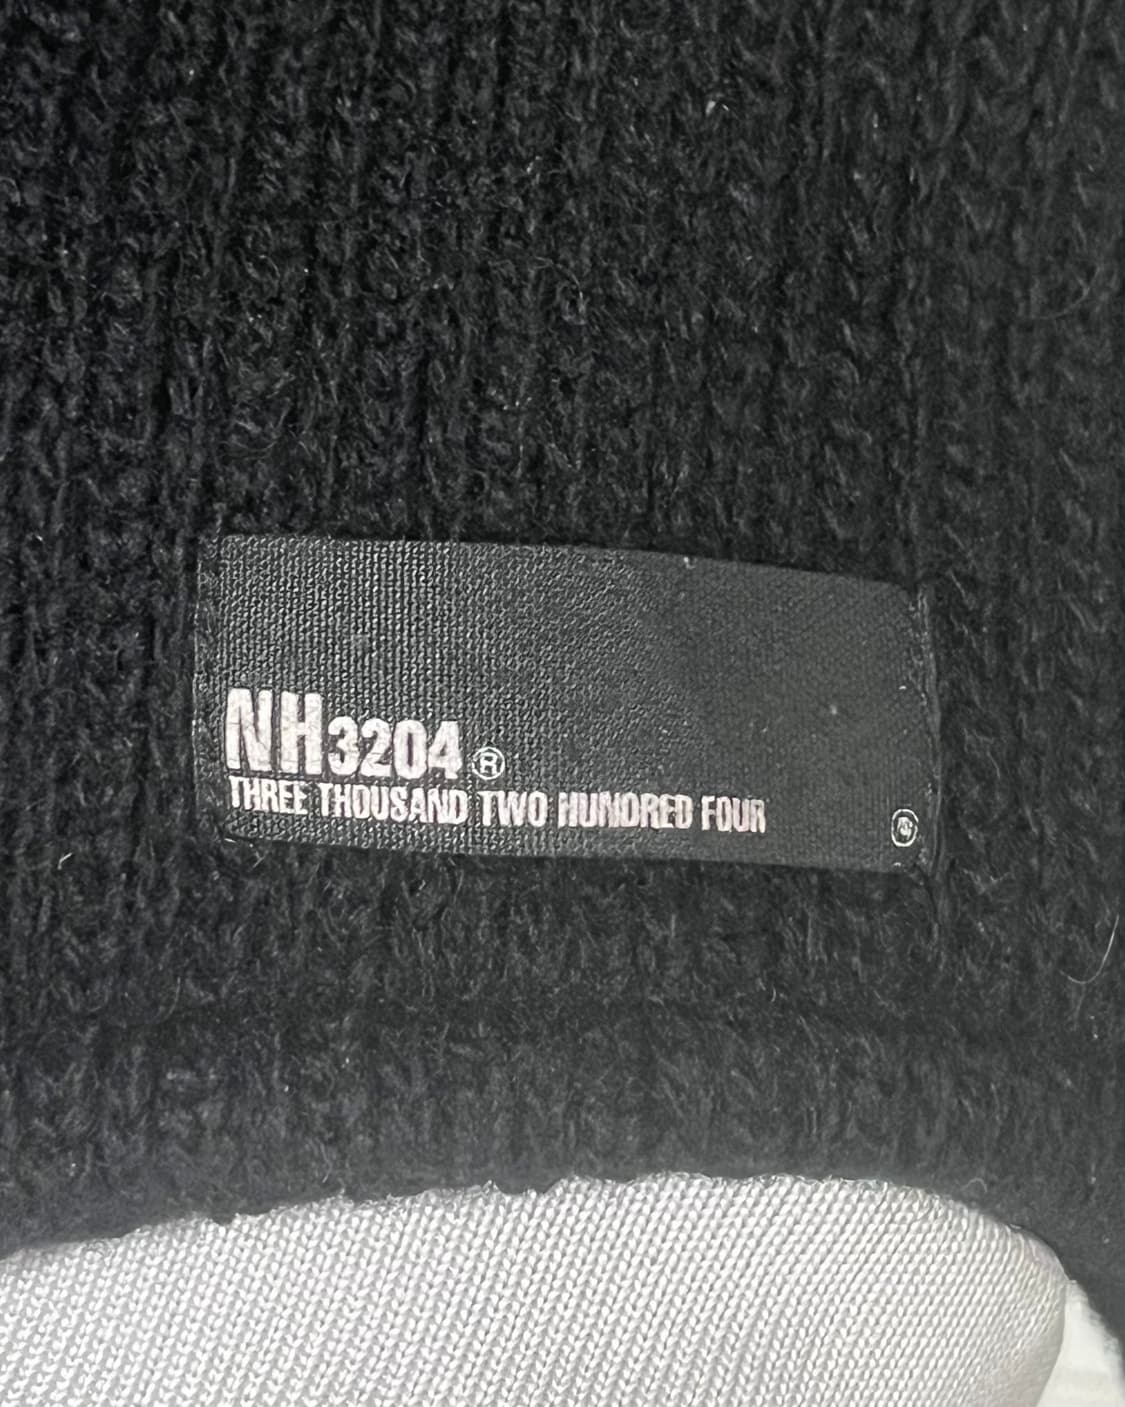 NH3204®
THREE THOUSAND TWO HUNDRED FOUR